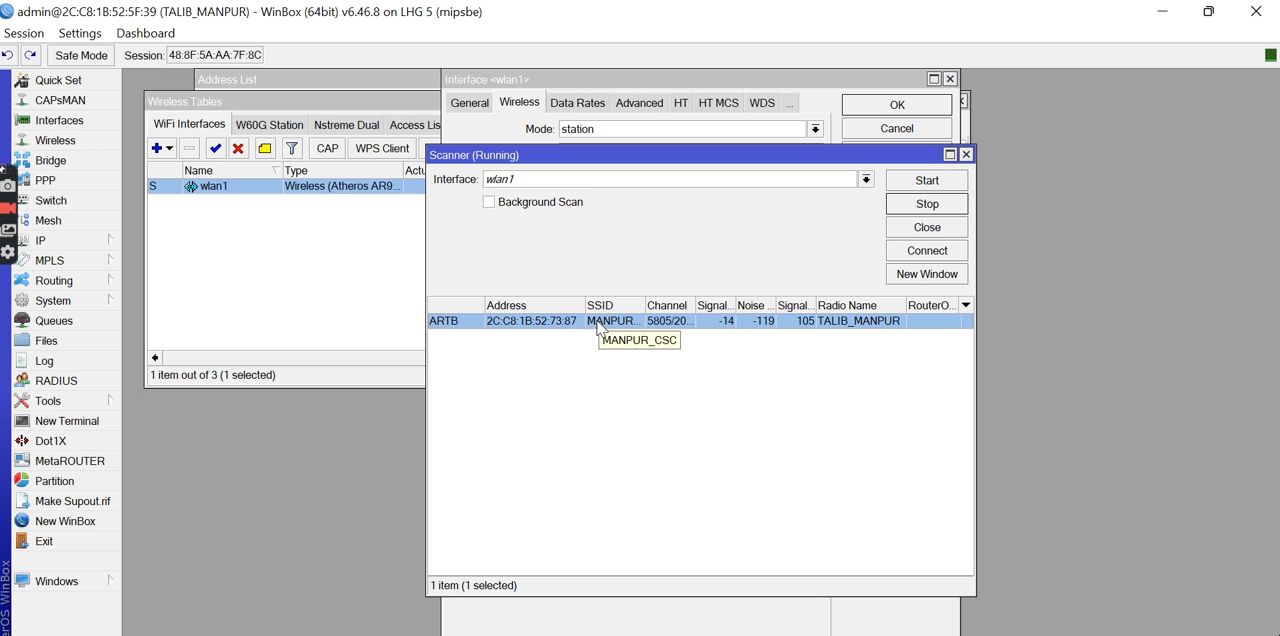 admin@2C:C8:1B:52:5F:39 (TALIB_MANPUR) - WinBox (64bit) v6.46.8 on LHG 5 (mipsbe)
Session Settings Dashboard
Safe Mode Session: 48:8F:5A:AA:7F:8C
Quick Set
CAPsMAN
Interfaces
Wireless
Bridge
PPP
Switch
Mesh
IP
MPLS
Routing
System
Queues
Files
Log
RADIUS
Tools
New Terminal
Dot1X
MetaROUTER
Partition
Make Supout.rif
New WinBox
Exit
Windows
erOS WinBox
Address List
Wireless Tables
WiFi Interfaces W60G Station Nstreme Dual Access Lis
CAP WPS Client
Name Type Actu
S wlan1 Wireless (Atheros AR9...
1 item out of 3 (1 selected)
Interface <wlan1>
General Wireless Data Rates Advanced HT HT MCS WDS ...
OK
Mode: station
Cancel
Scanner (Running)
Interface: wlan1
Background Scan
Start
Stop
Close
Connect
New Window
Address SSID Channel Signal... Noise ... Signal... Radio Name RouterO...
ARTB 2C:C8:1B:52:73:87 MANPUR... 5805/20... -14 -119 105 TALIB_MANPUR
MANPUR_CSC
1 item (1 selected)